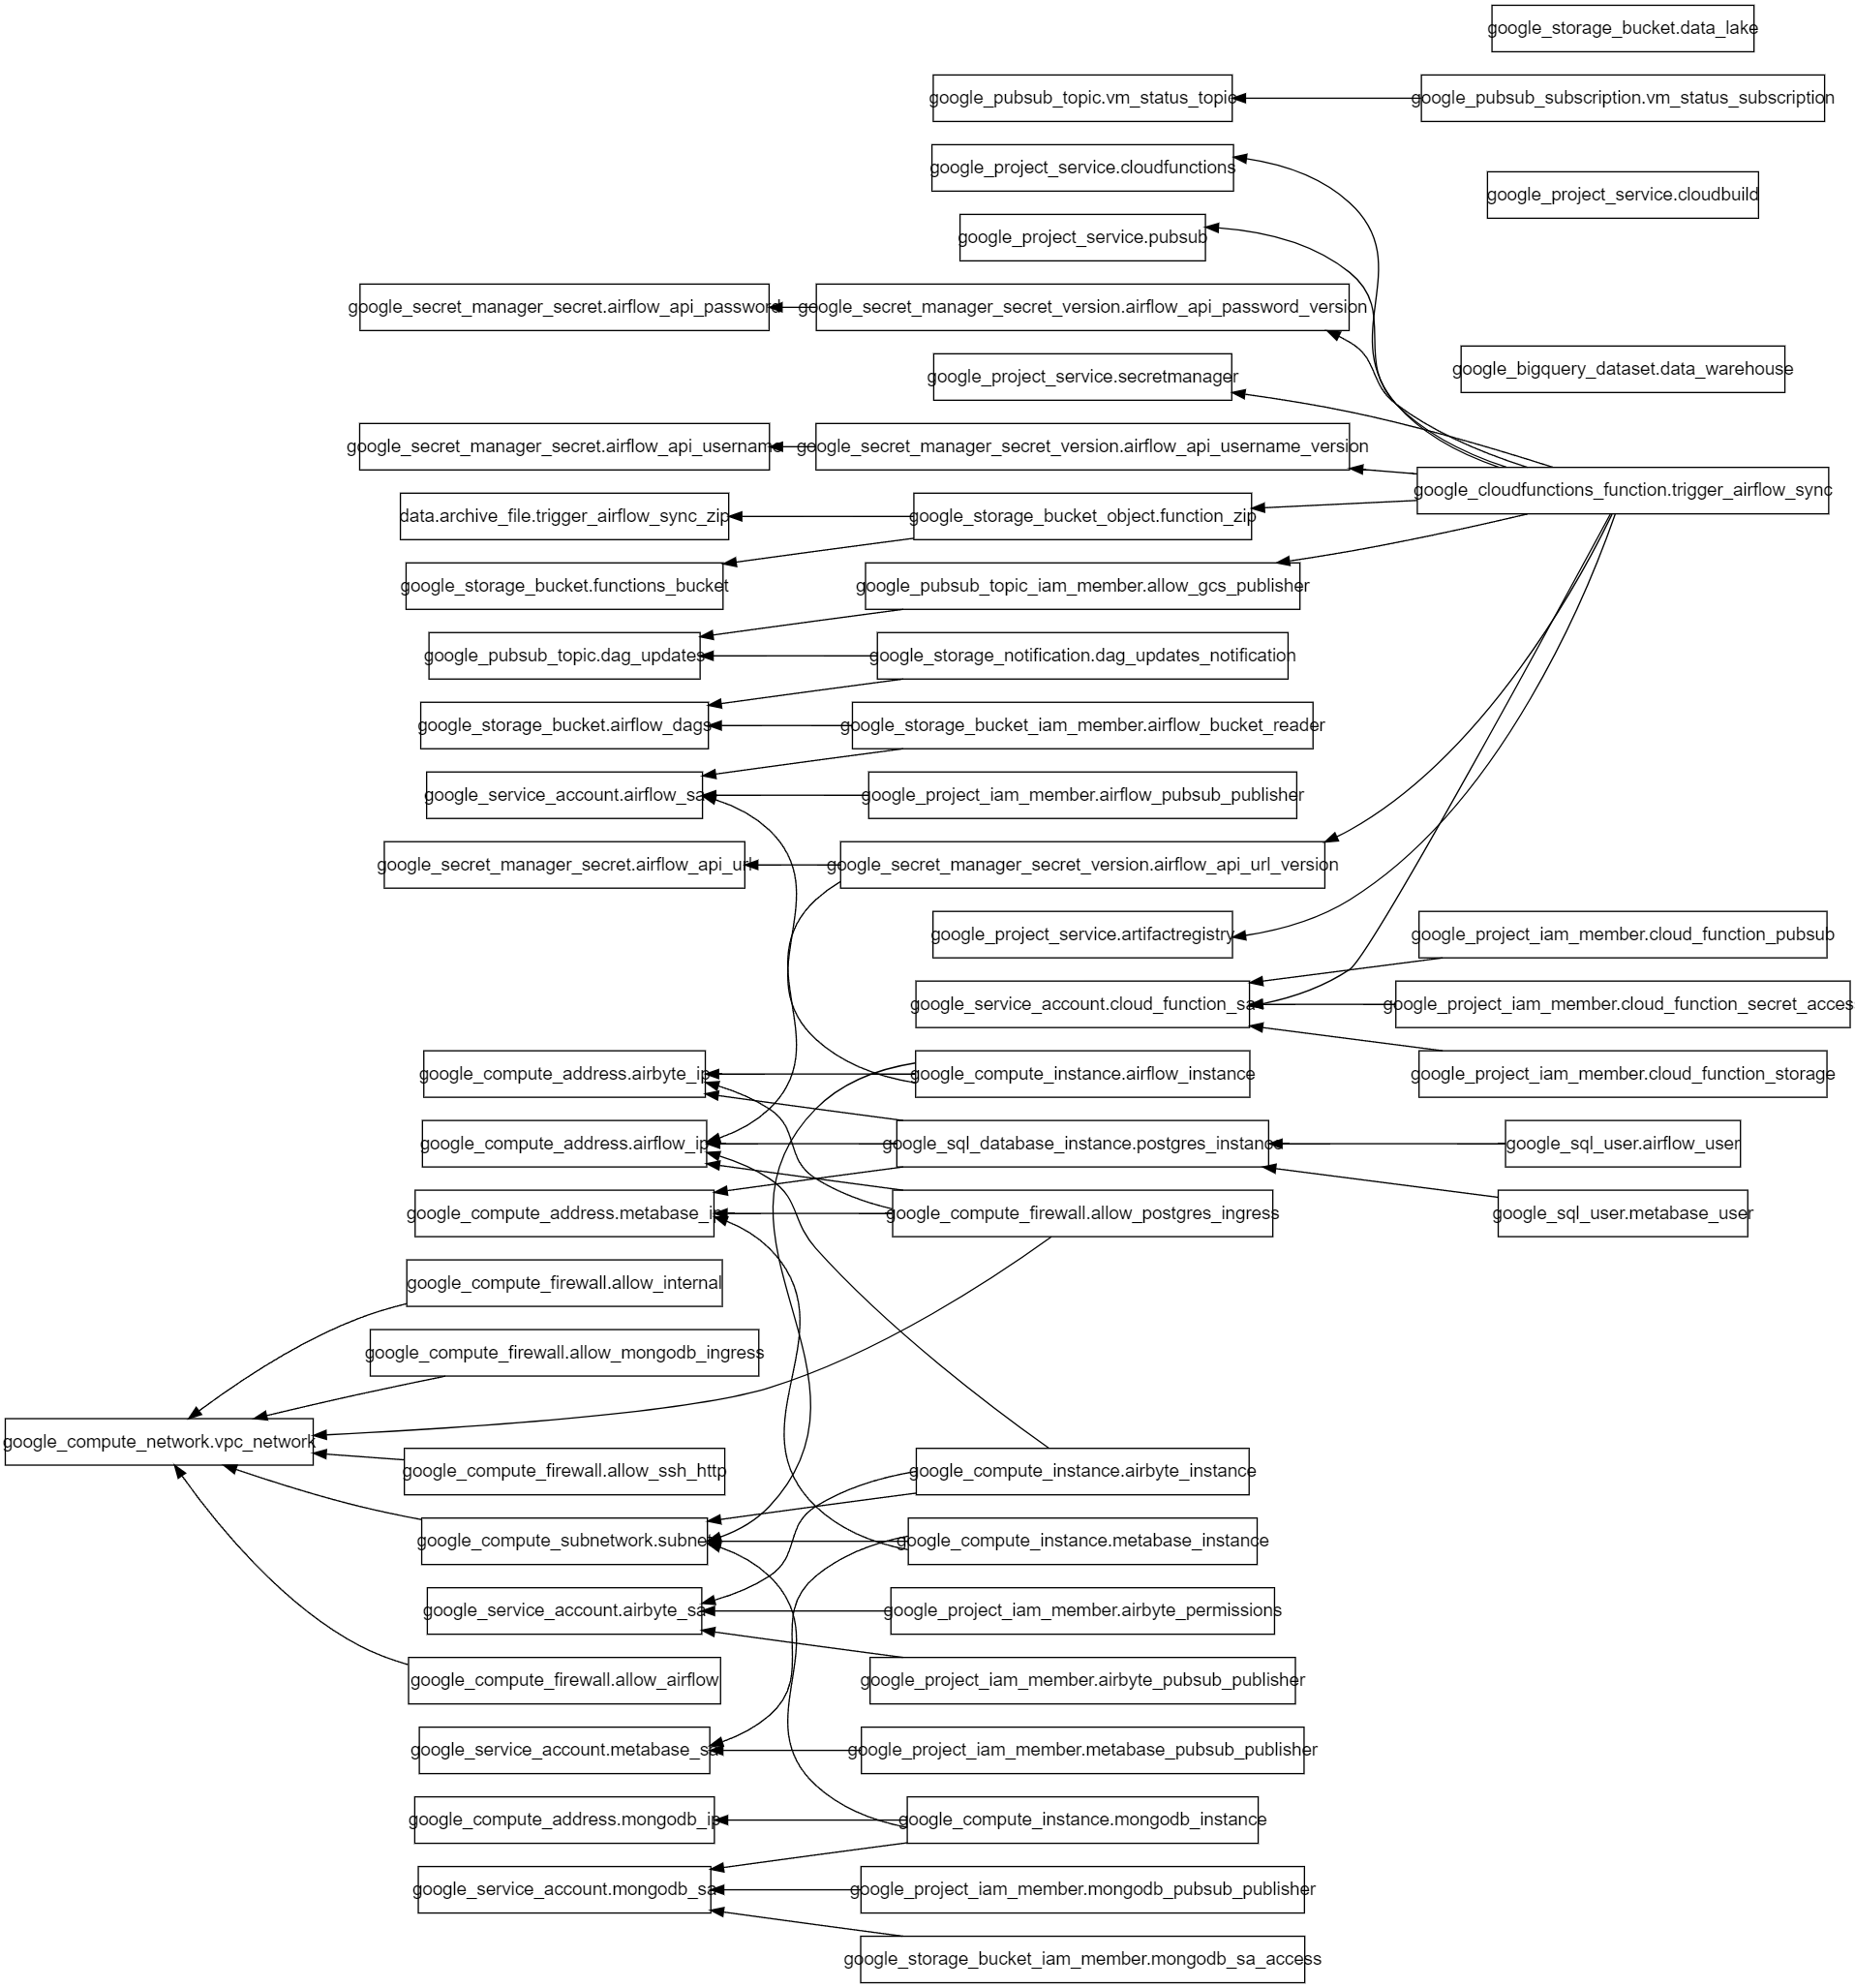 google_storage_bucket.data_lake
google_pubsub_topic.vm_status_topic
google_pubsub_subscription.vm_status_subscription
google_project_service.cloudfunctions
google_project_service.cloudbuild
google_project_service.pubsub
google_secret_manager_secret.airflow_api_password
google_secret_manager_secret_version.airflow_api_password_version
google_project_service.secretmanager
google_bigquery_dataset.data_warehouse
google_secret_manager_secret.airflow_api_username
google_secret_manager_secret_version.airflow_api_username_version
google_cloudfunctions_function.trigger_airflow_sync
data.archive_file.trigger_airflow_sync_zip
google_storage_bucket_object.function_zip
google_storage_bucket.functions_bucket
google_pubsub_topic_iam_member.allow_gcs_publisher
google_pubsub_topic.dag_updates
google_storage_notification.dag_updates_notification
google_storage_bucket.airflow_dags
google_storage_bucket_iam_member.airflow_bucket_reader
google_service_account.airflow_sa
google_project_iam_member.airflow_pubsub_publisher
google_secret_manager_secret.airflow_api_url
google_secret_manager_secret_version.airflow_api_url_version
google_project_service.artifactregistry
google_project_iam_member.cloud_function_pubsub
google_service_account.cloud_function_sa
google_project_iam_member.cloud_function_secret_acces
google_compute_address.airbyte_ip
google_compute_instance.airflow_instance
google_project_iam_member.cloud_function_storage
google_compute_address.airflow_ip
google_sql_database_instance.postgres_instance
google_sql_user.airflow_user
google_compute_address.metabase_ip
google_compute_firewall.allow_postgres_ingress
google_sql_user.metabase_user
google_compute_firewall.allow_internal
google_compute_firewall.allow_mongodb_ingress
google_compute_network.vpc_network
google_compute_firewall.allow_ssh_http
google_compute_instance.airbyte_instance
google_compute_subnetwork.subnet
google_compute_instance.metabase_instance
google_service_account.airbyte_sa
google_project_iam_member.airbyte_permissions
google_compute_firewall.allow_airflow
google_project_iam_member.airbyte_pubsub_publisher
google_service_account.metabase_sa
google_project_iam_member.metabase_pubsub_publisher
google_compute_address.mongodb_ip
google_compute_instance.mongodb_instance
google_service_account.mongodb_sa
google_project_iam_member.mongodb_pubsub_publisher
google_storage_bucket_iam_member.mongodb_sa_access